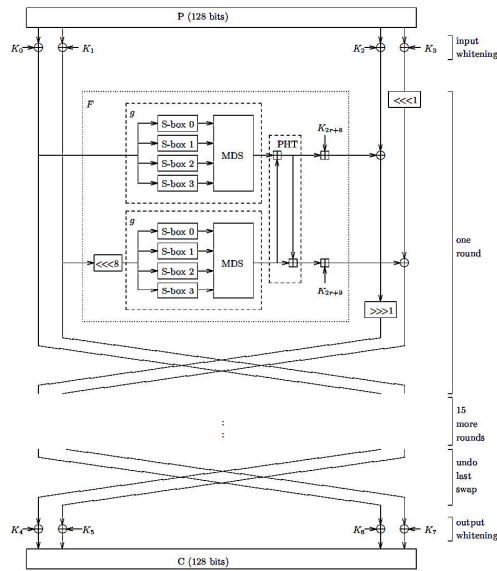 P (128 bits)
K0 K1 K2 K3
input
whitening
<<<1
F
g
S-box 0
S-box 1
S-box 2
S-box 3
MDS
PHT
K2r+8
one
round
g
<<<8
S-box 0
S-box 1
S-box 2
S-box 3
MDS
K2r+9
>>>1
15
more
rounds
:
:
undo
last
swap
K4 K5 K6 K7
output
whitening
C (128 bits)